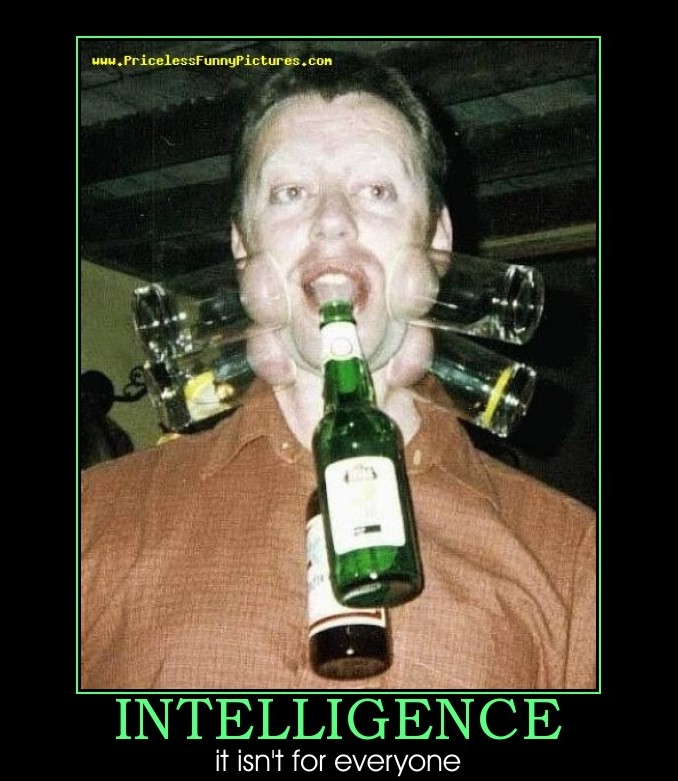 www.PricelessFunnyPictures.com
INTELLIGENCE
it isn't for everyone